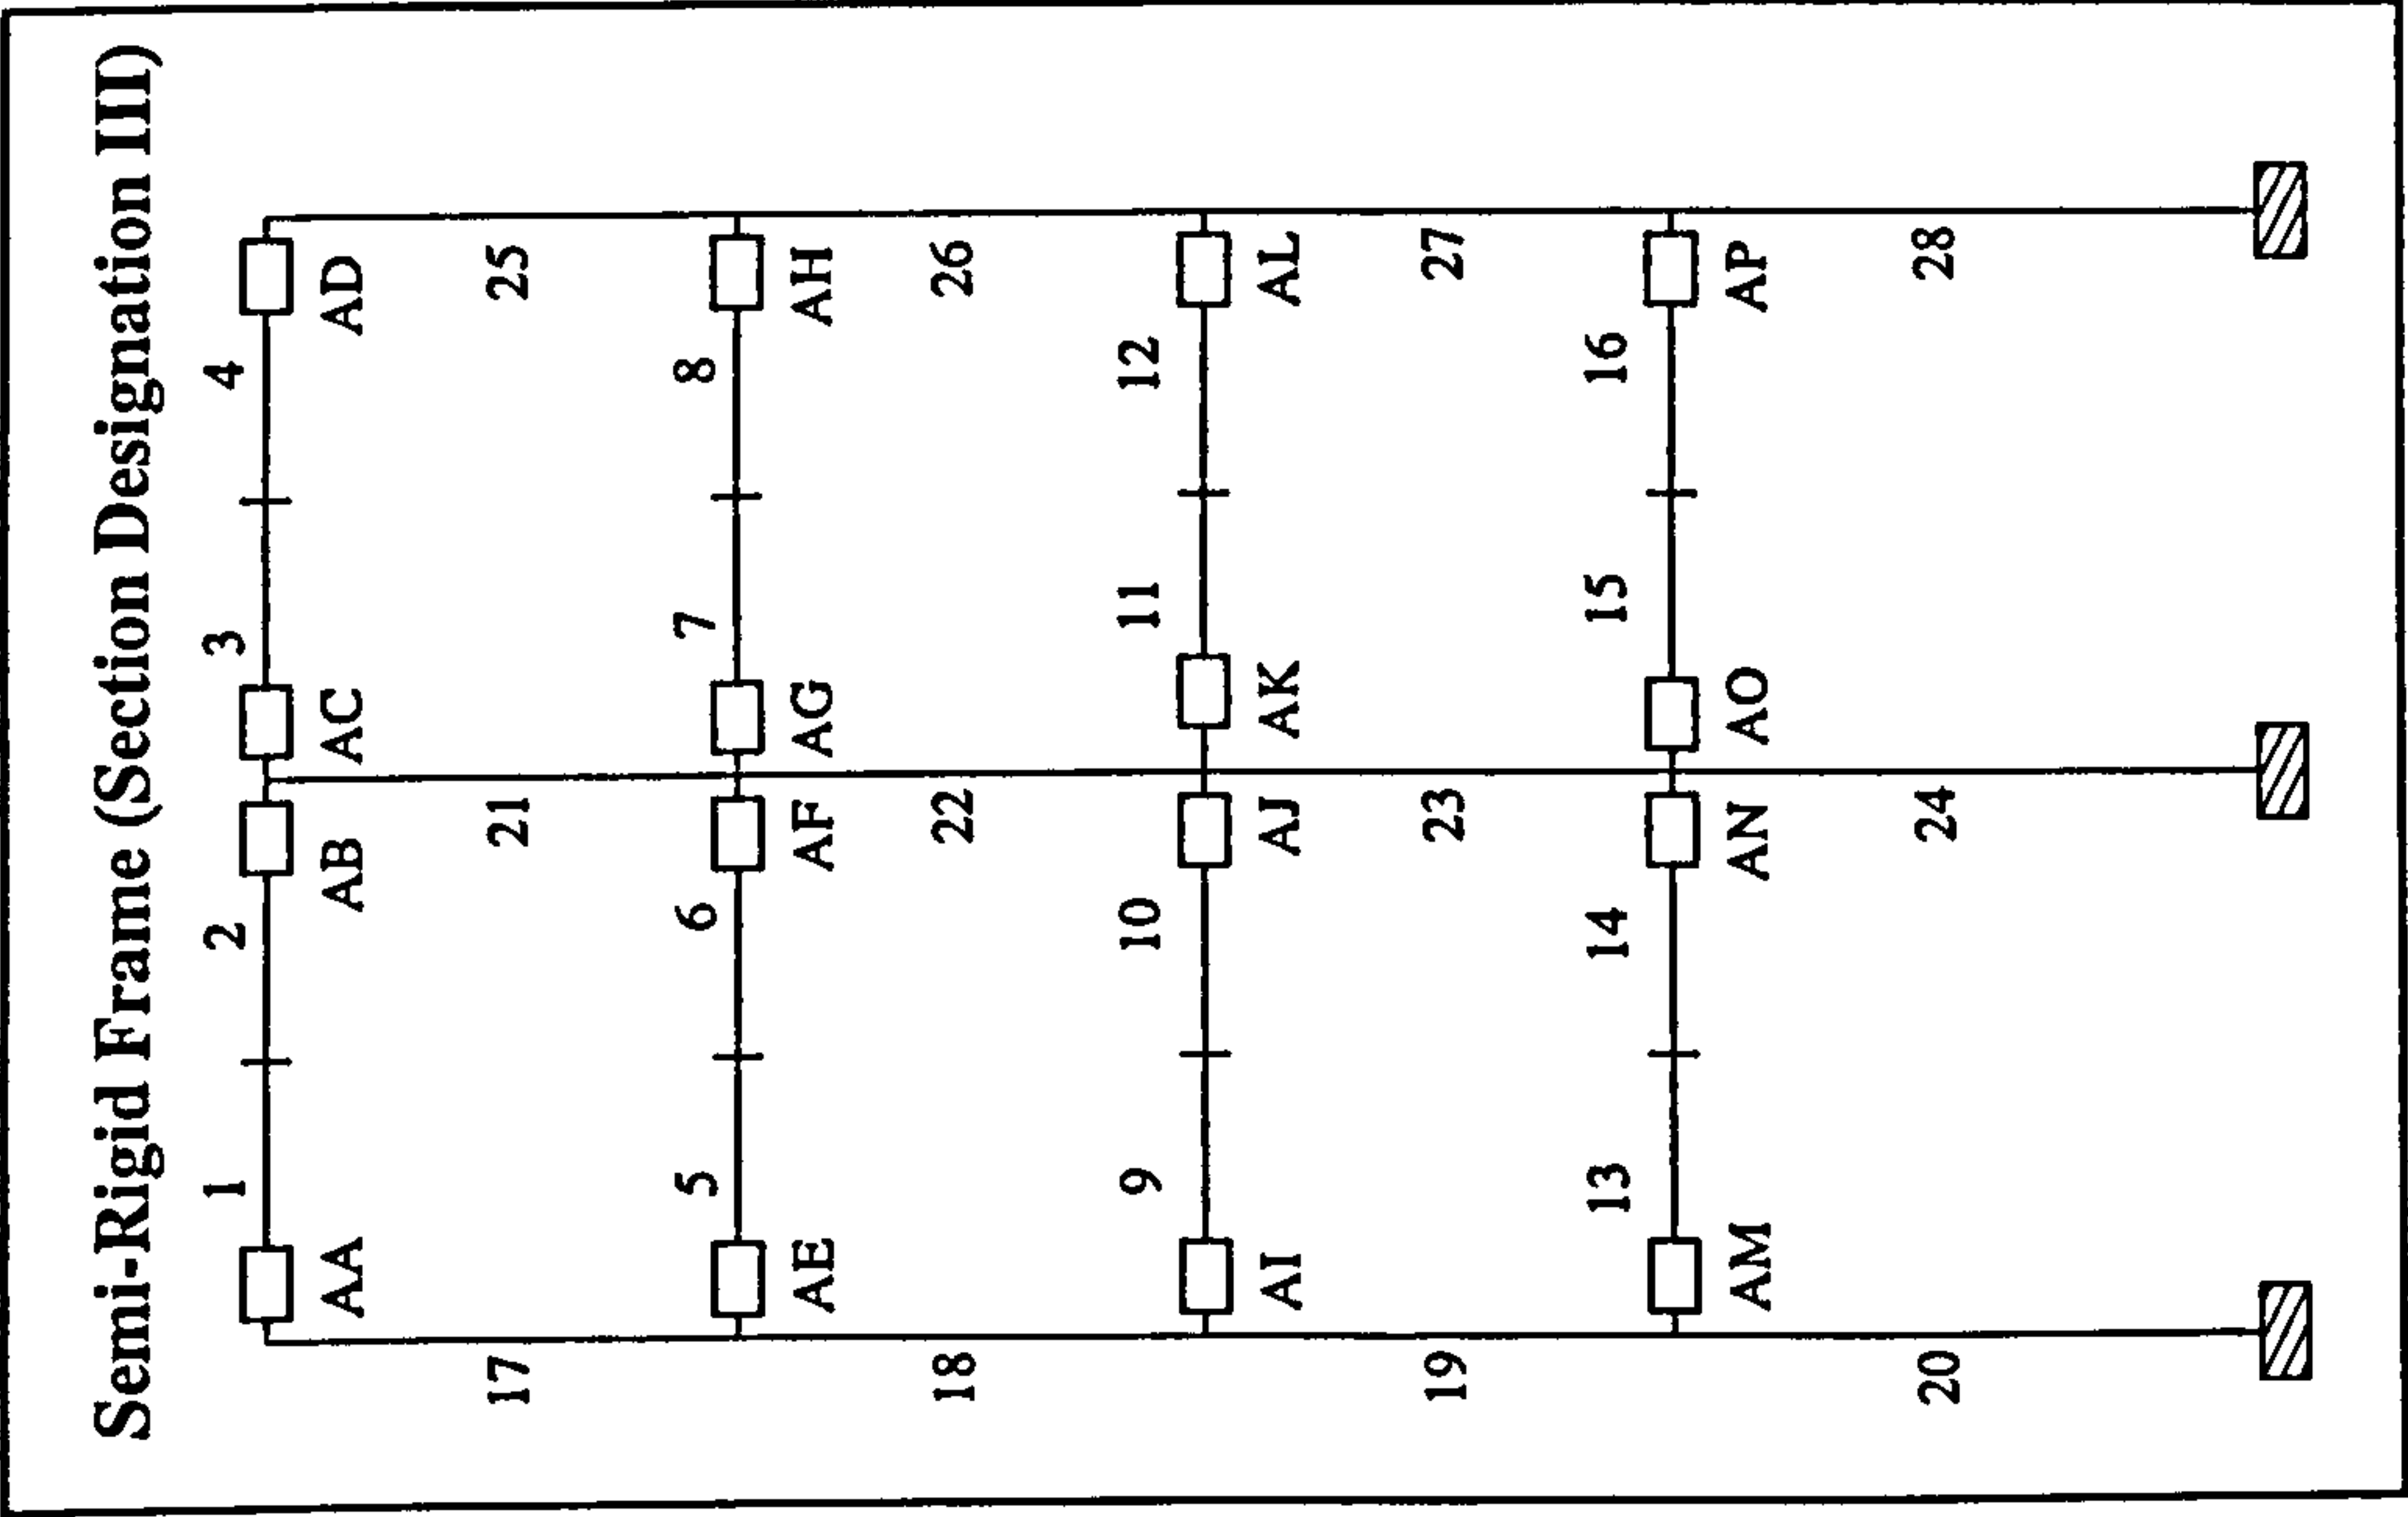 Semi-Rigid Frame (Section Designation III)
1 2 3 4
AA AB AC AD
17 21 25
5 6 7 8
AE AF AG AH
18 22 26
9 10 11 12
AI AJ AK AL
19 23 27
13 14 15 16
AM AN AO AP
20 24 28